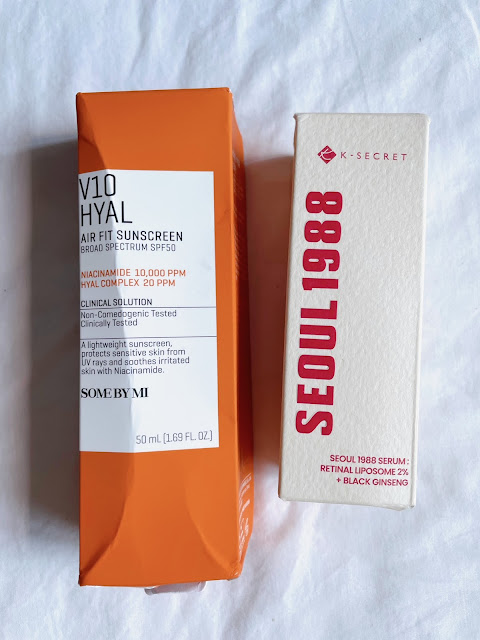 V10
HYAL
AIR FIT SUNSCREEN
BROAD SPECTRUM SPF50
NIACINAMIDE 10,000 PPM
HYAL COMPLEX 20 PPM
CLINICAL SOLUTION
Non-Comedogenic Tested
Clinically Tested
A lightweight sunscreen,
protects sensitive skin from
UV rays and soothes irritated
skin with Niacinamide.
SOME BY MI
50 mL [1.69 FL. OZ.]
K-SECRET
SEOUL 1988
SEOUL 1988 SERUM :
RETINAL LIPOSOME 2%
+ BLACK GINSENG